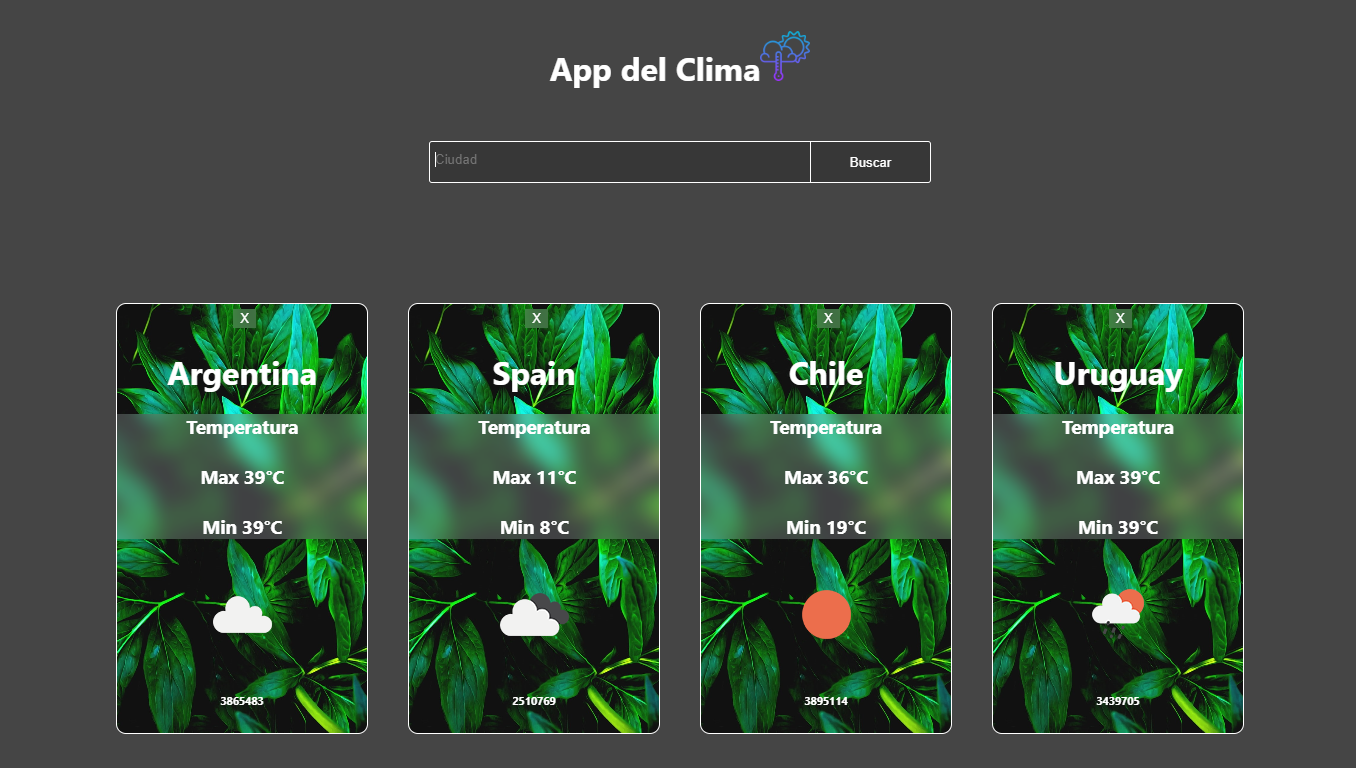 App del Clima
Ciudad
Buscar
X
Argentina
Temperatura
Max 39°C
Min 39°C
3865483
X
Spain
Temperatura
Max 11°C
Min 8°C
2510769
X
Chile
Temperatura
Max 36°C
Min 19°C
3895114
X
Uruguay
Temperatura
Max 39°C
Min 39°C
3439705